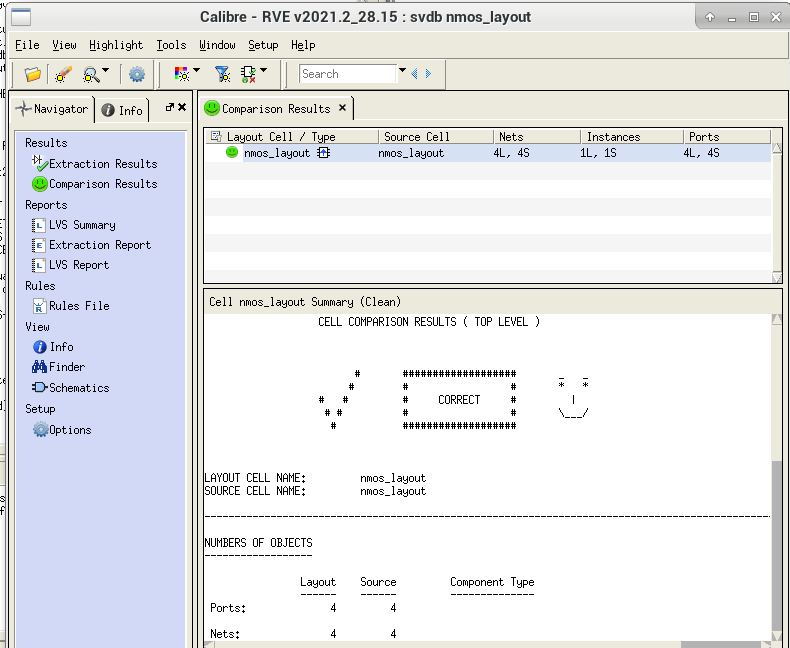 Calibre - RVE v2021.2_28.15 : svdb nmos_layout
File View Highlight Tools Window Setup Help
Search
Navigator Info
Comparison Results
Results
Extraction Results
Comparison Results
Reports
LVS Summary
Extraction Report
LVS Report
Rules
Rules File
View
Info
Finder
Schematics
Setup
Options
Layout Cell / Type Source Cell Nets Instances Ports
nmos_layout nmos_layout 4L, 4S 1L, 1S 4L, 4S
Cell nmos_layout Summary (Clean)
CELL COMPARISON RESULTS ( TOP LEVEL )
# ################### _ _
# # # * *
# # # CORRECT # |
# # # # \___/
# ###################
LAYOUT CELL NAME: nmos_layout
SOURCE CELL NAME: nmos_layout
NUMBERS OF OBJECTS
Layout Source Component Type
Ports: 4 4
Nets: 4 4